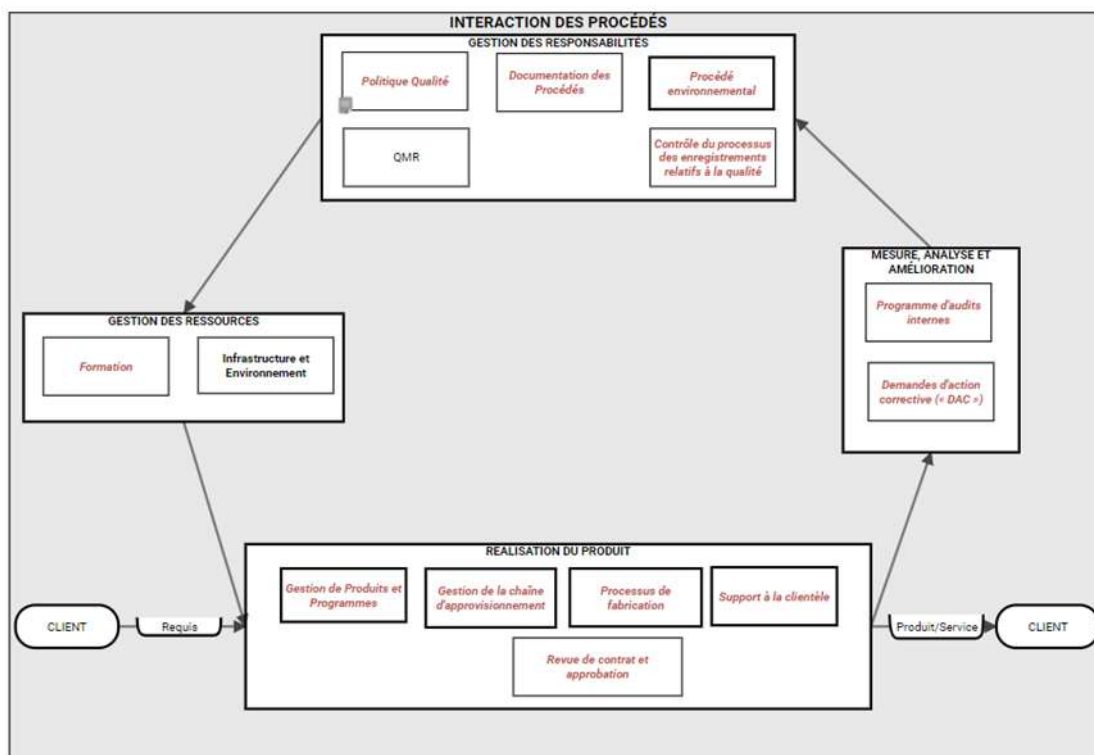 INTERACTION DES PROCÉDÉS
GESTION DES RESPONSABILITÉS
Politique Qualité
Documentation des
Procédés
Procédé
environnemental
QMR
Contrôle du processus
des enregistrements
relatifs à la qualité
MESURE, ANALYSE ET
AMÉLIORATION
Programme d'audits
internes
Demandes d'action
corrective (« DAC »)
GESTION DES RESSOURCES
Formation
Infrastructure et
Environnement
REALISATION DU PRODUIT
Gestion de Produits et
Programmes
Gestion de la chaîne
d'approvisionnement
Processus de
fabrication
Support à la clientèle
Revue de contrat et
approbation
CLIENT
Requis
Produit/Service
CLIENT